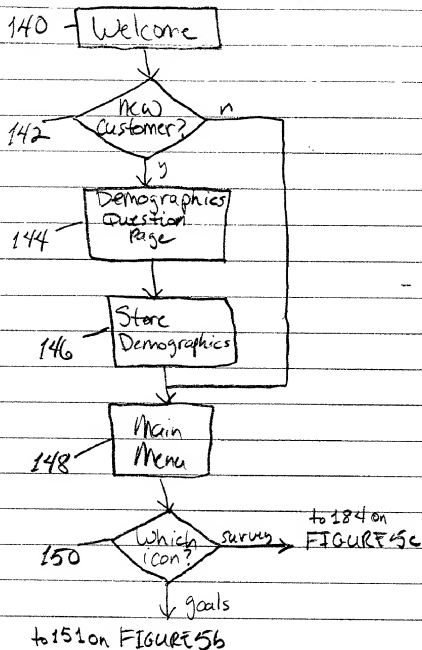 140
Welcome
new
customer?
n
142
y
Demographics
Question
Page
144
Store
Demographics
146
Main
Menu
148
Which
icon?
150
survey
to 184 on
FIGURE 5c
goals
to 151 on FIGURE 5b